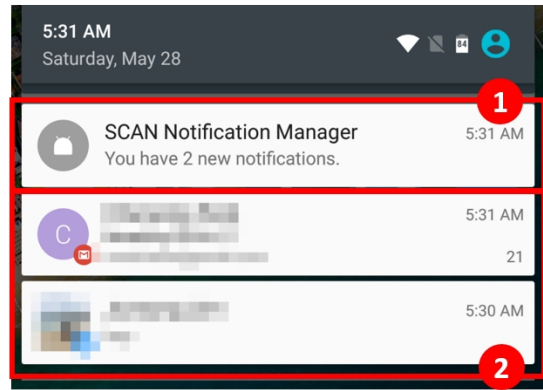 5:31 AM
Saturday, May 28
84
1
SCAN Notification Manager
5:31 AM
You have 2 new notifications.
C
5:31 AM
21
5:30 AM
2